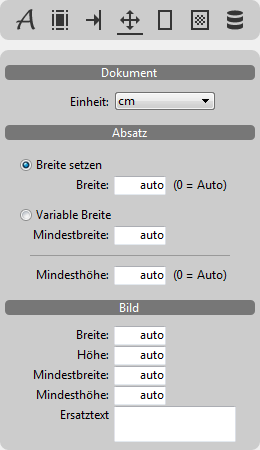 A
Dokument
Einheit: cm
Absatz
Breite setzen
Breite: auto (0 = Auto)
Variable Breite
Mindestbreite: auto
Mindesthöhe: auto (0 = Auto)
Bild
Breite: auto
Höhe: auto
Mindestbreite: auto
Mindesthöhe: auto
Ersatztext